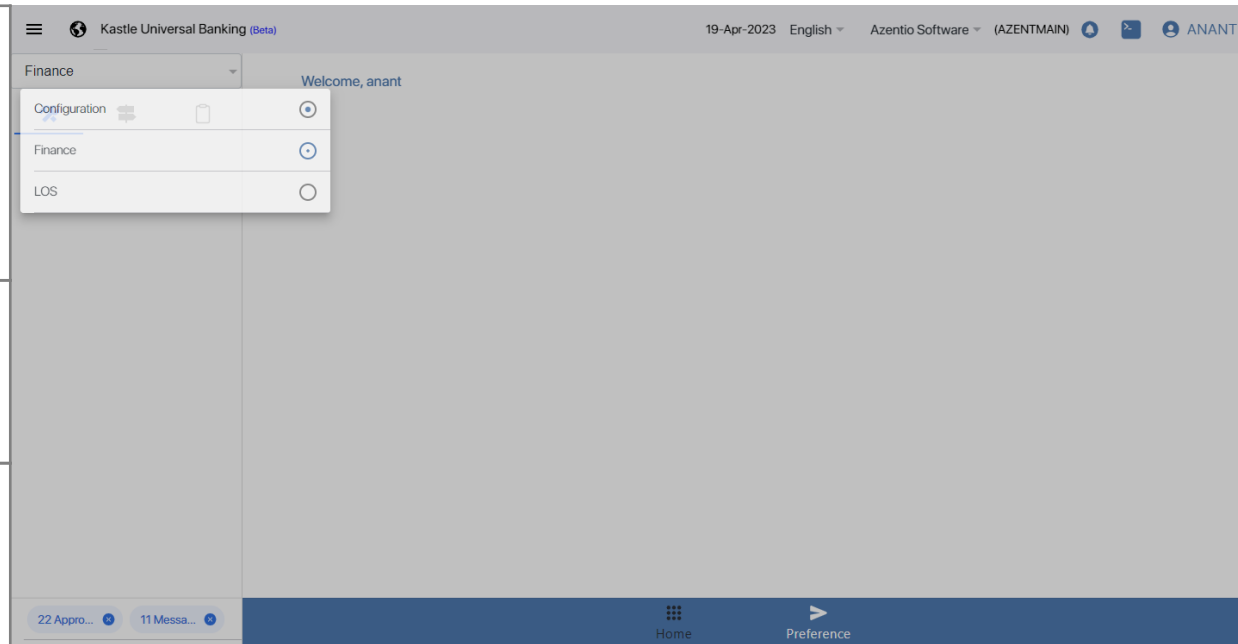 Kastle Universal Banking (Beta) 19-Apr-2023 English Azentio Software (AZENTMAIN) ANANT
Finance
Welcome, anant
Configuration
Finance
LOS
22 Appro... 11 Messa...
Home Preference